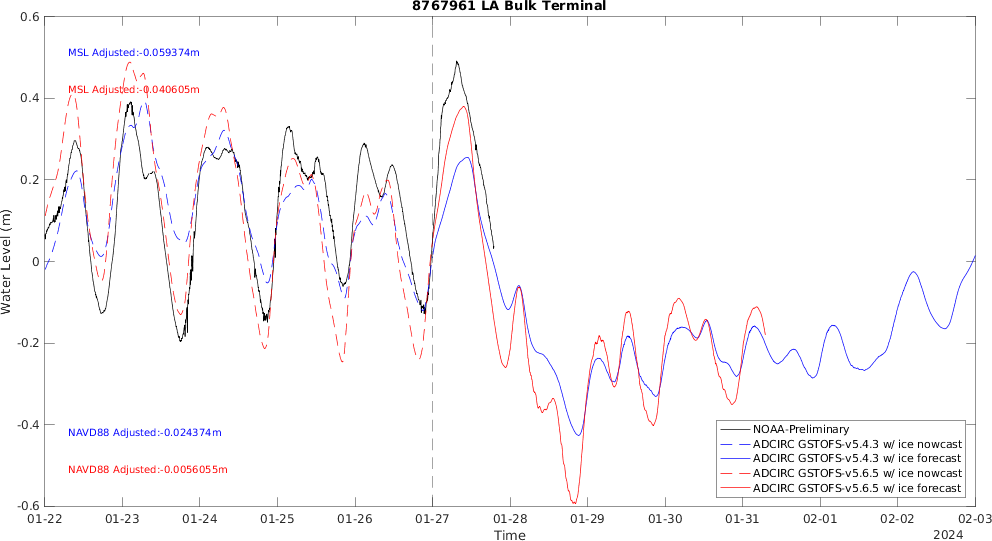 8767961 LA Bulk Terminal
0.6
0.4
0.2
0
-0.2
-0.4
-0.6
Water Level (m)
MSL Adjusted:-0.059374m
MSL Adjusted:-0.040605m
NAVD88 Adjusted:-0.024374m
NAVD88 Adjusted:-0.0056055m
NOAA-Preliminary
ADCIRC GSTOFS-v5.4.3 w/ ice nowcast
ADCIRC GSTOFS-v5.4.3 w/ ice forecast
ADCIRC GSTOFS-v5.6.5 w/ ice nowcast
ADCIRC GSTOFS-v5.6.5 w/ ice forecast
01-22 01-23 01-24 01-25 01-26 01-27 01-28 01-29 01-30 01-31 02-01 02-02 02-03
Time
2024